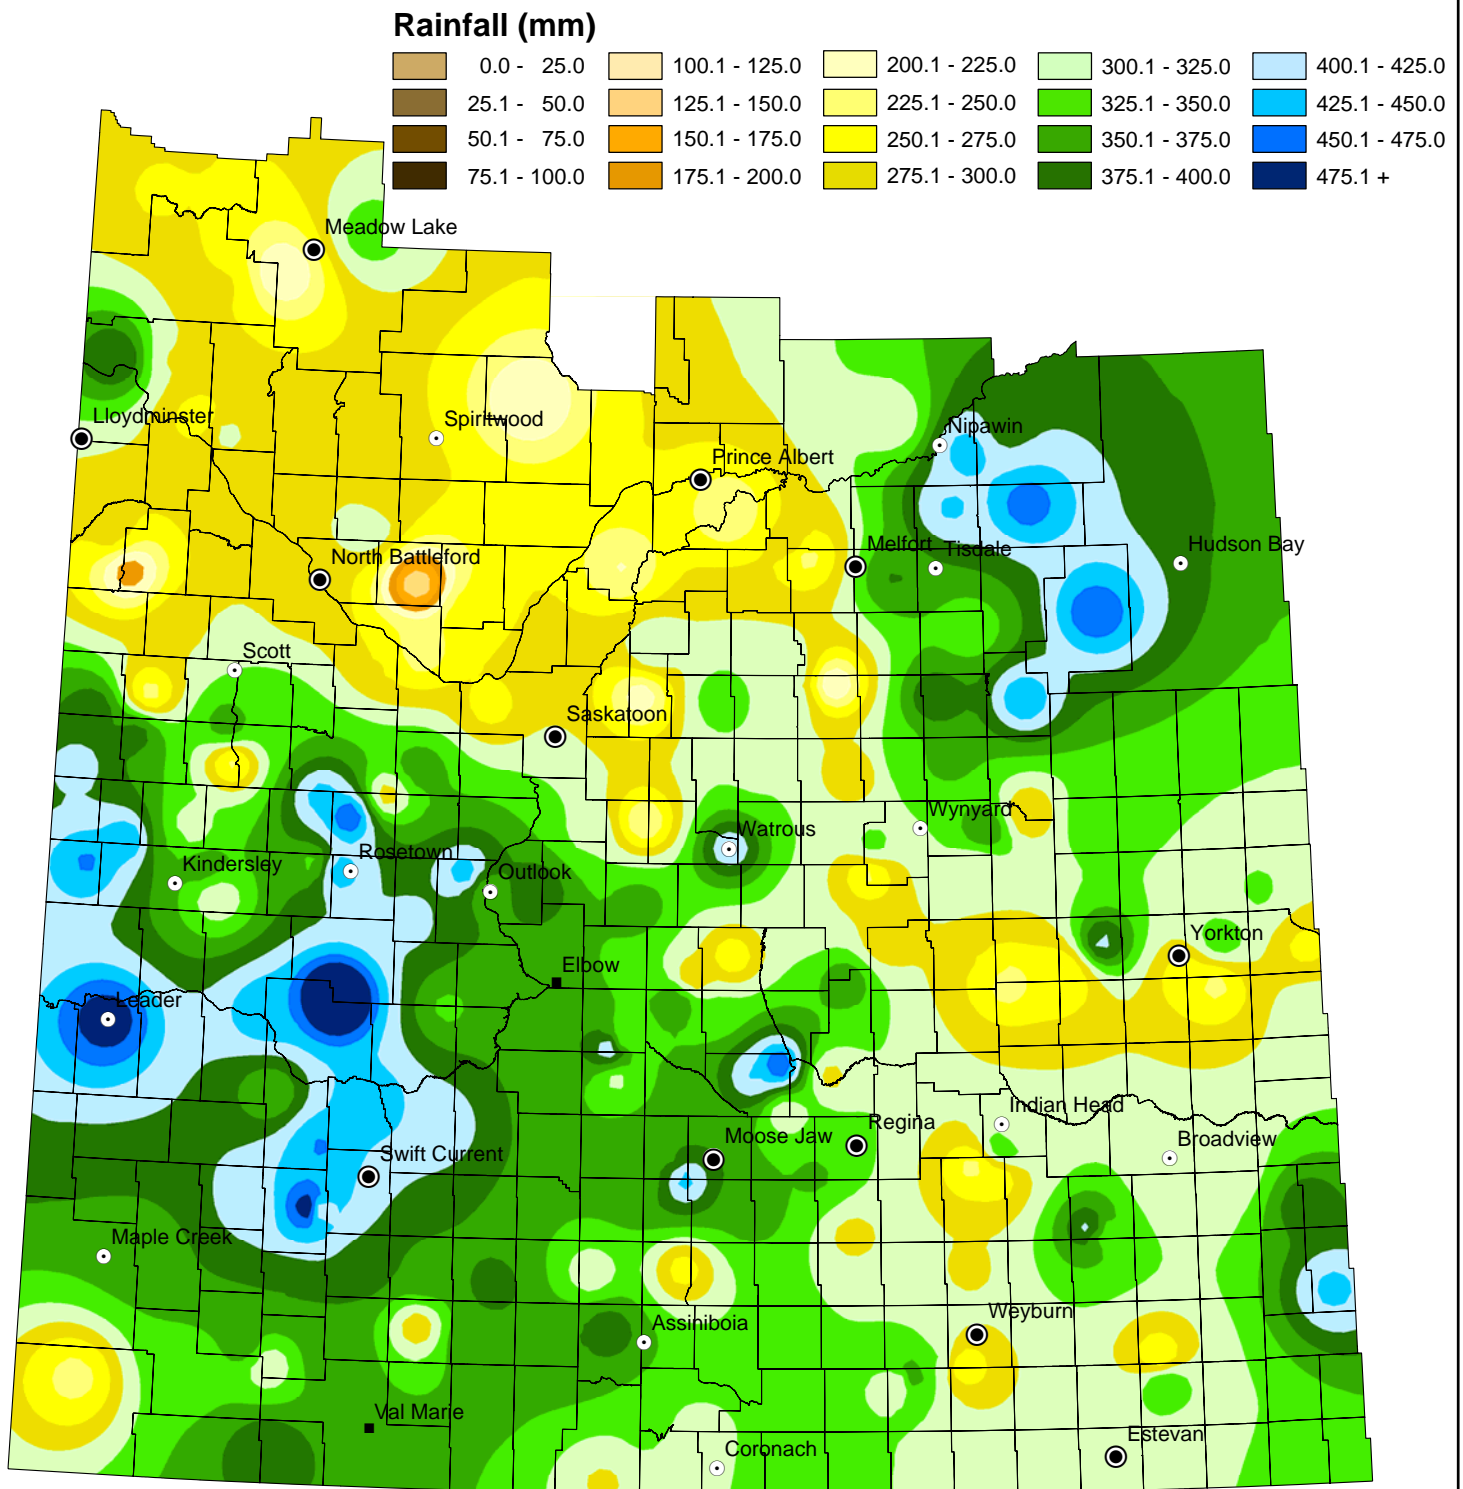 Rainfall (mm)
0.0 - 25.0
25.1 - 50.0
50.1 - 75.0
75.1 - 100.0
100.1 - 125.0
125.1 - 150.0
150.1 - 175.0
175.1 - 200.0
200.1 - 225.0
225.1 - 250.0
250.1 - 275.0
275.1 - 300.0
300.1 - 325.0
325.1 - 350.0
350.1 - 375.0
375.1 - 400.0
400.1 - 425.0
425.1 - 450.0
450.1 - 475.0
475.1 +
Meadow Lake
Lloydminster
Spiritwood
Nipawin
Prince Albert
North Battleford
Melfort
Tisdale
Hudson Bay
Scott
Saskatoon
Wynyard
Watrous
Rosetown
Kindersley
Outlook
Yorkton
Elbow
Leader
Indian Head
Regina
Moose Jaw
Broadview
Swift Current
Maple Creek
Weyburn
Assiniboia
Val Marie
Estevan
Coronach